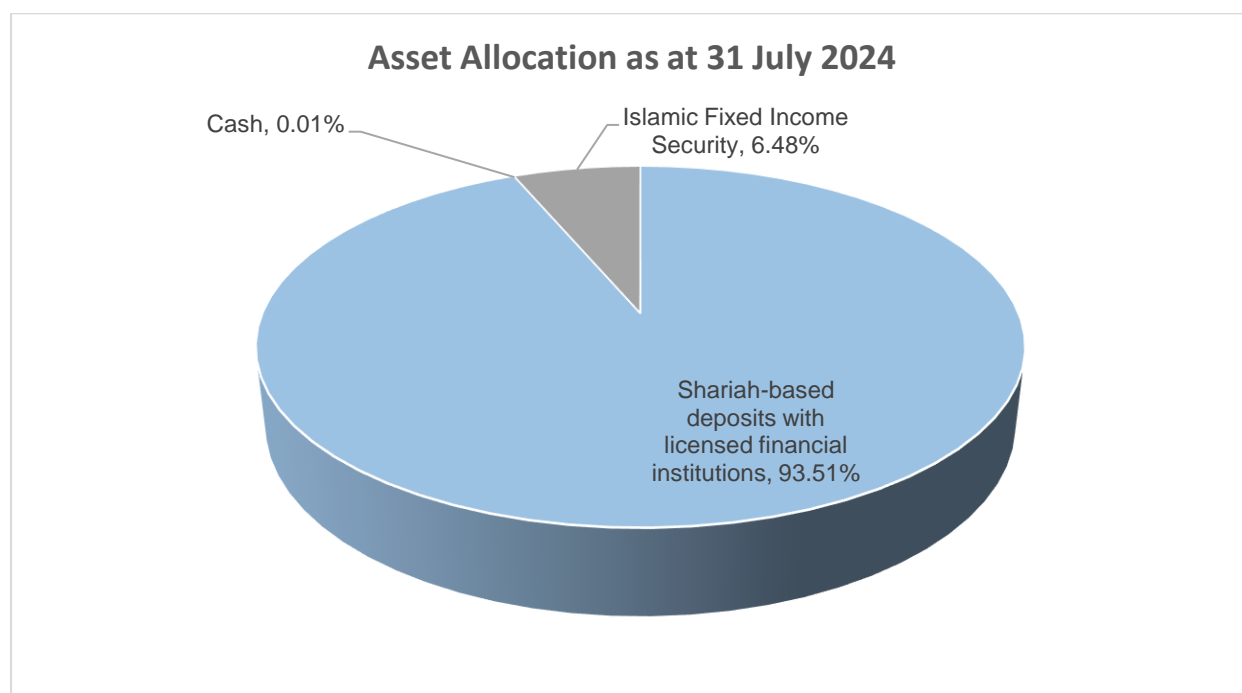 Asset Allocation as at 31 July 2024
Cash, 0.01%
Islamic Fixed Income
Security, 6.48%
Shariah-based
deposits with
licensed financial
institutions, 93.51%